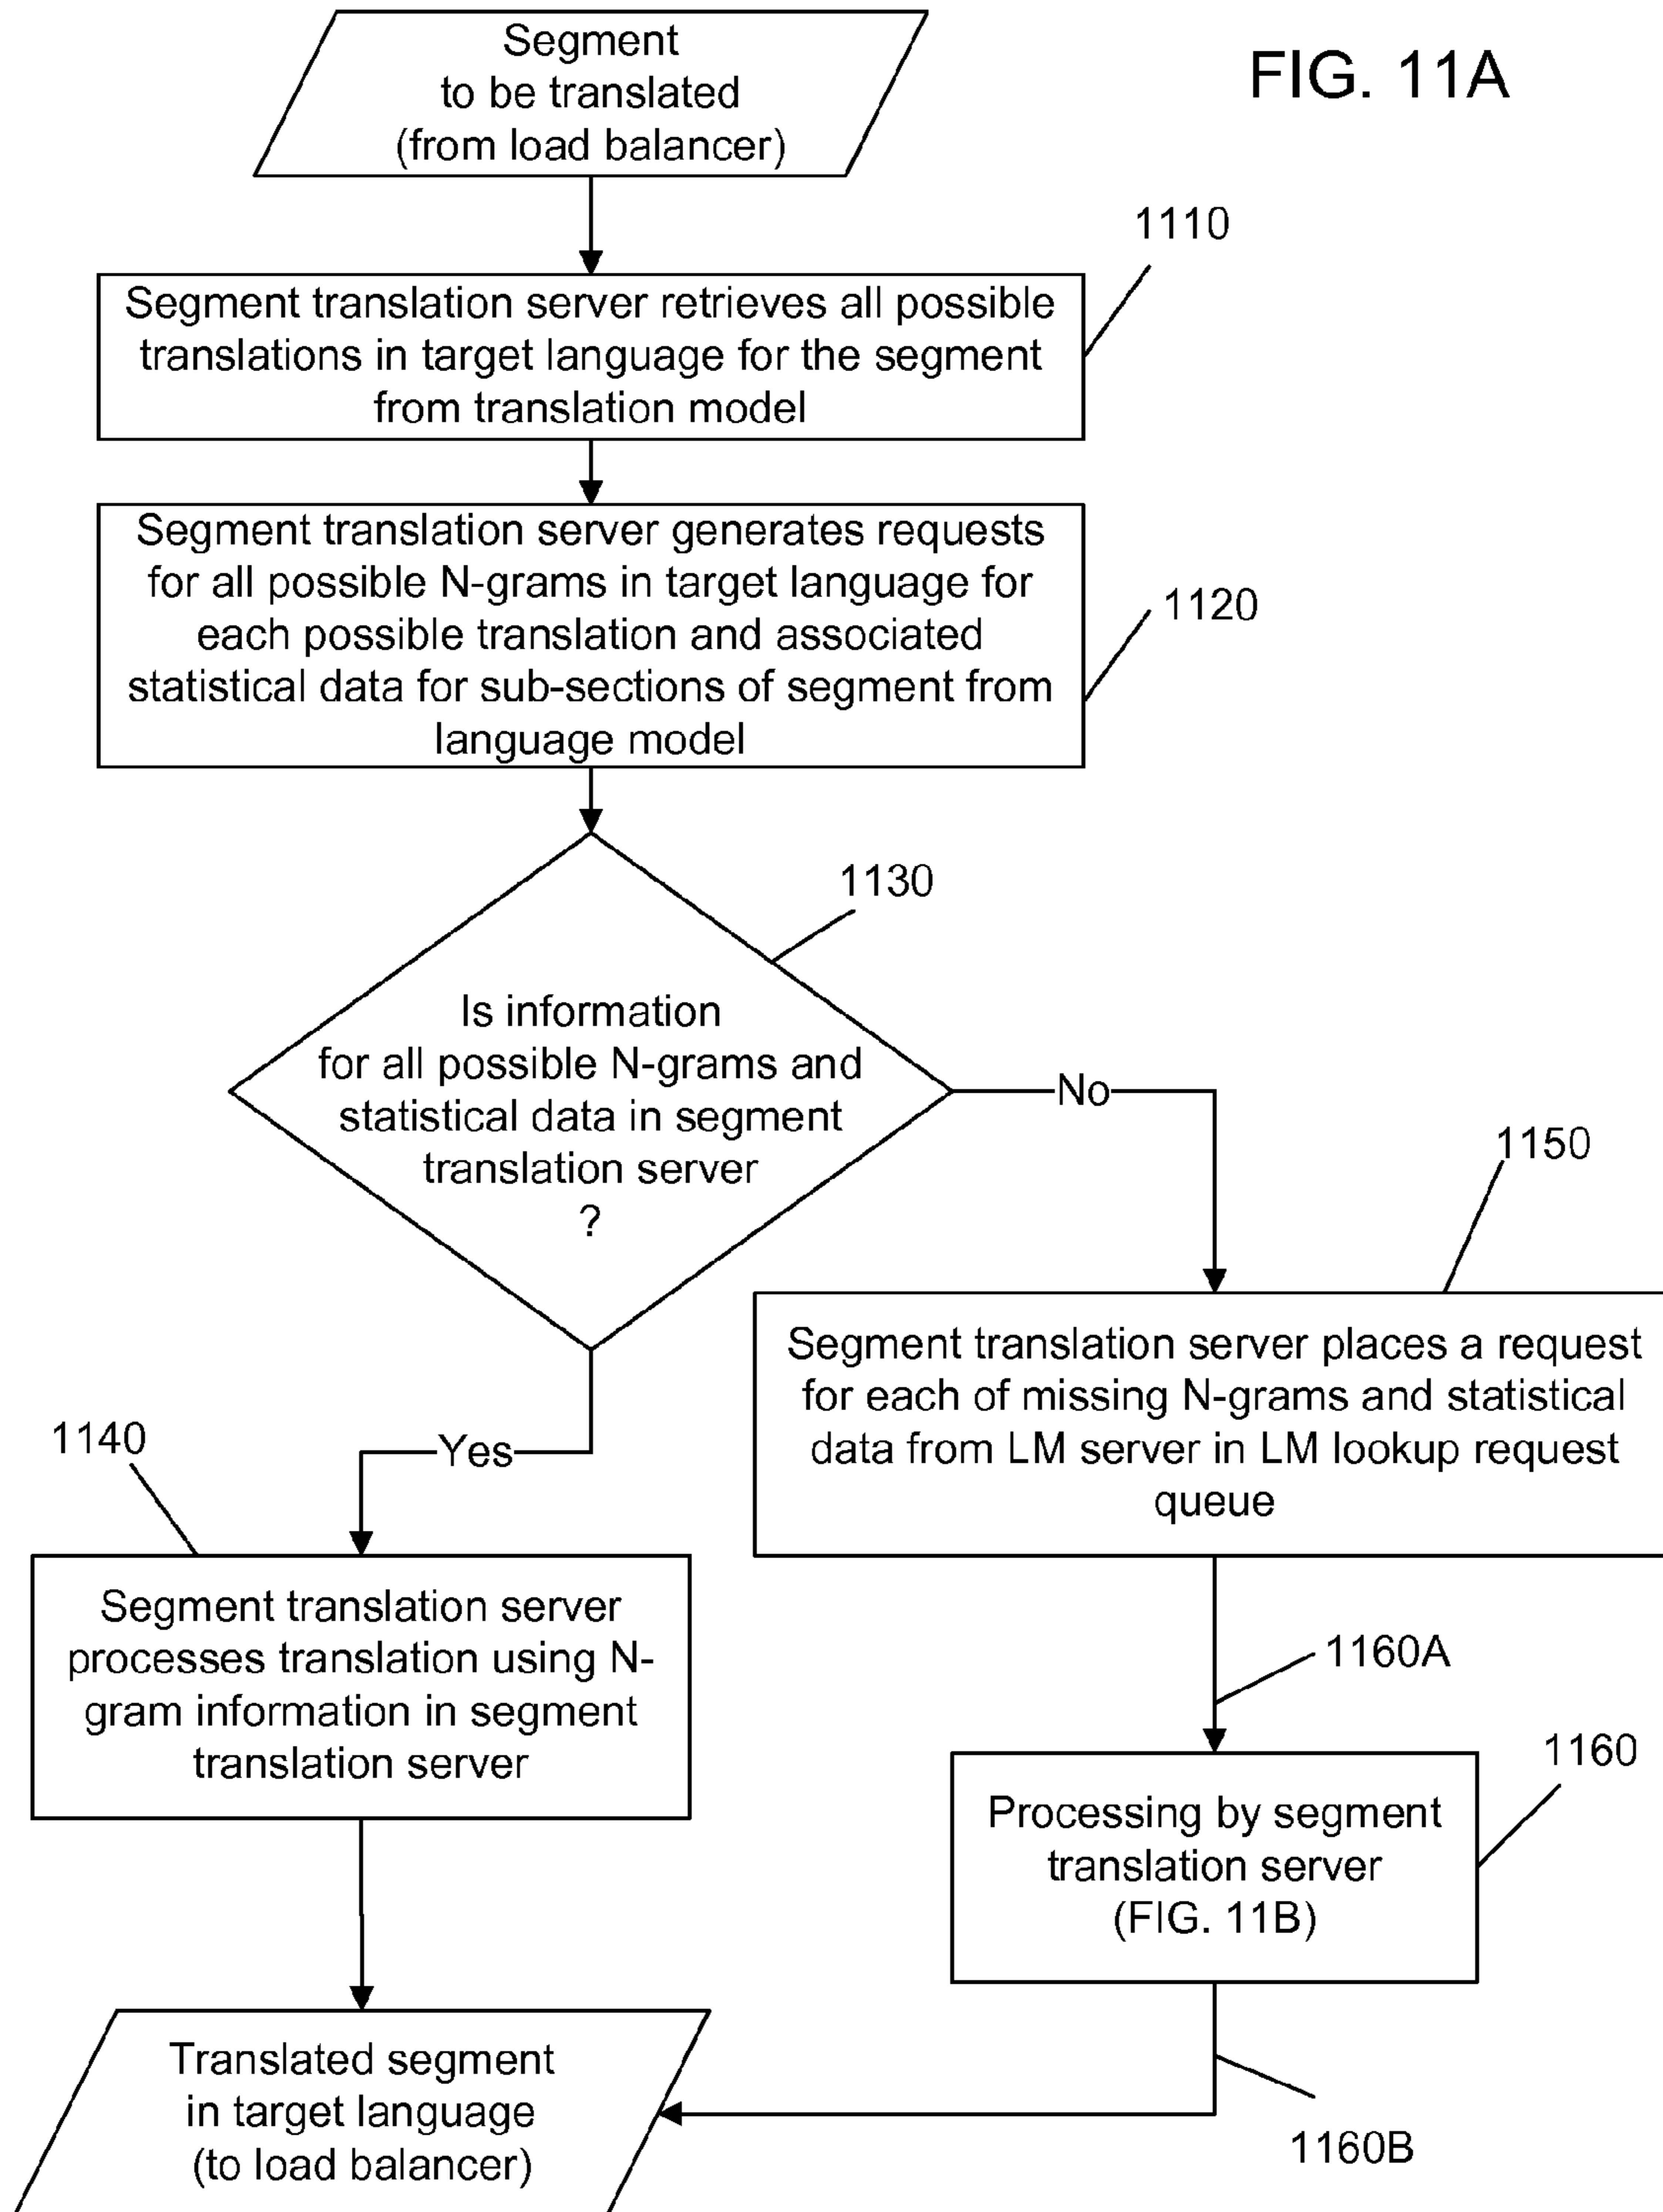 FIG. 11A
Segment
to be translated
(from load balancer)
1110
Segment translation server retrieves all possible
translations in target language for the segment
from translation model
Segment translation server generates requests
for all possible N-grams in target language for
each possible translation and associated
statistical data for sub-sections of segment from
language model
1120
1130
Is information
for all possible N-grams and
statistical data in segment
translation server
?
No
Yes
1150
Segment translation server places a request
for each of missing N-grams and statistical
data from LM server in LM lookup request
queue
1140
Segment translation server
processes translation using N-
gram information in segment
translation server
1160A
1160
Processing by segment
translation server
(FIG. 11B)
Translated segment
in target language
(to load balancer)
1160B